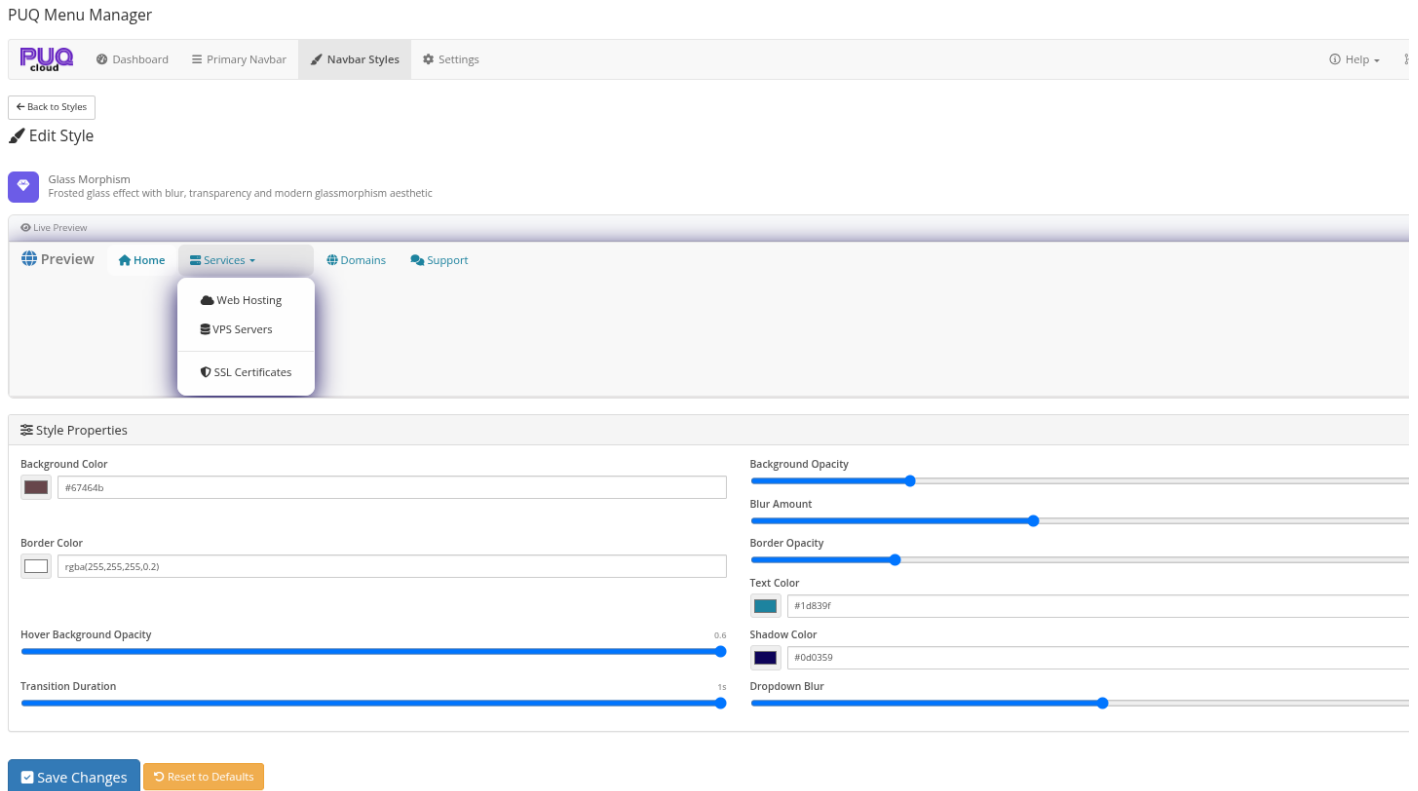 PUQ Menu Manager
PUQ cloud
Dashboard
Primary Navbar
Navbar Styles
Settings
Help
Back to Styles
Edit Style
Glass Morphism
Frosted glass effect with blur, transparency and modern glassmorphism aesthetic
Live Preview
Preview
Home
Services
Domains
Support
Web Hosting
VPS Servers
SSL Certificates
Style Properties
Background Color
#67464b
Background Opacity
Blur Amount
Border Color
rgba(255,255,255,0.2)
Border Opacity
Text Color
#1d839f
Hover Background Opacity
0.6
Shadow Color
#0d0359
Transition Duration
1s
Dropdown Blur
Save Changes
Reset to Defaults